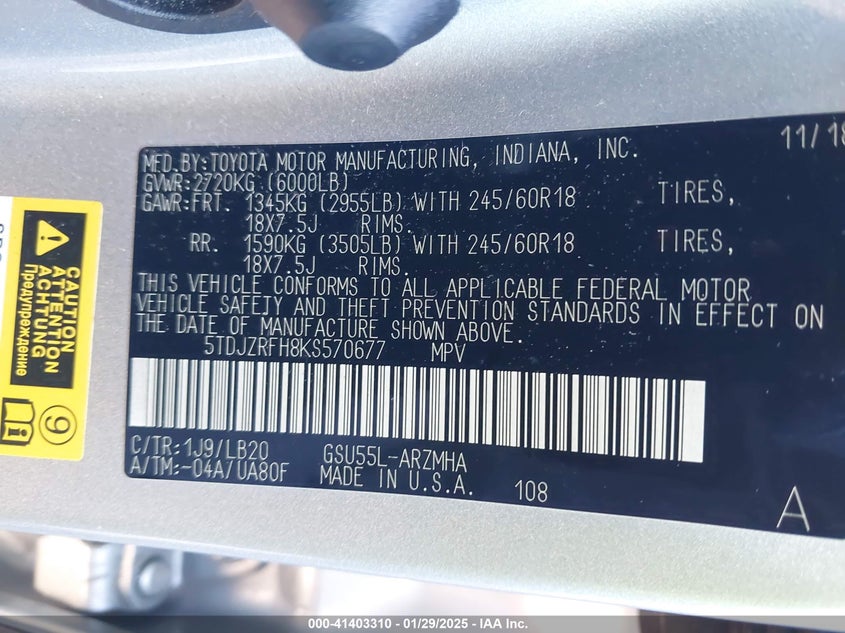 MFD.BY:TOYOTA MOTOR MANUFACTURING, INDIANA, INC. 11/18
GVWR:2720KG (6000LB)
GAWR:FRT. 1345KG (2955LB) WITH 245/60R18 TIRES,
18X7.5J RIMS.
RR. 1590KG (3505LB) WITH 245/60R18 TIRES,
18X7.5J RIMS.
THIS VEHICLE CONFORMS TO ALL APPLICABLE FEDERAL MOTOR
VEHICLE SAFETY AND THEFT PREVENTION STANDARDS IN EFFECT ON
THE DATE OF MANUFACTURE SHOWN ABOVE.
5TDJZRFH8KS570677 MPV
C/TR:1J9/LB20 GSU55L-ARZMHA
A/TM:-04A/UA80F MADE IN U.S.A. 108
A
CAUTION
ATTENTION
ACHTUNG
Предупреждение
9
000-41403310 - 01/29/2025 - IAA Inc.